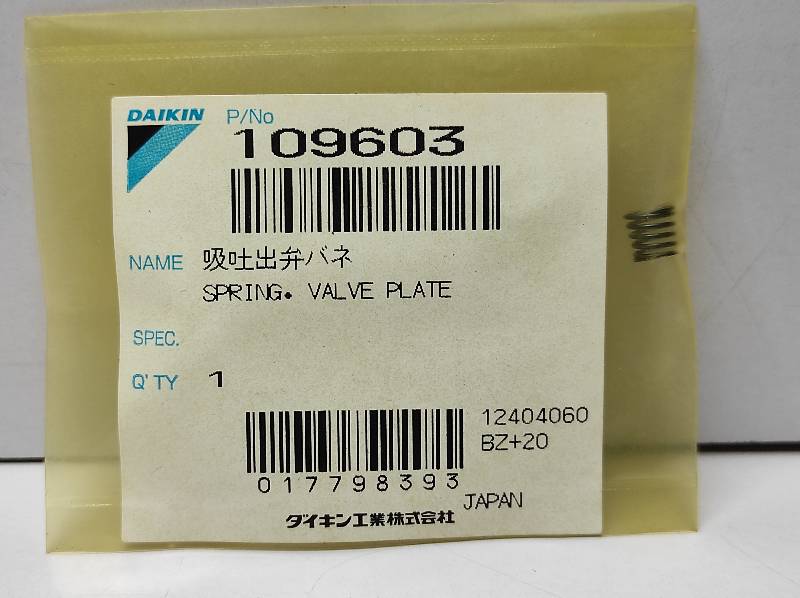 DAIKIN
P/No
109603
NAME 吸吐出弁バネ
SPRING. VALVE PLATE
SPEC.
Q'TY 1
12404060
BZ+20
017798393
JAPAN
ダイキン工業株式会社